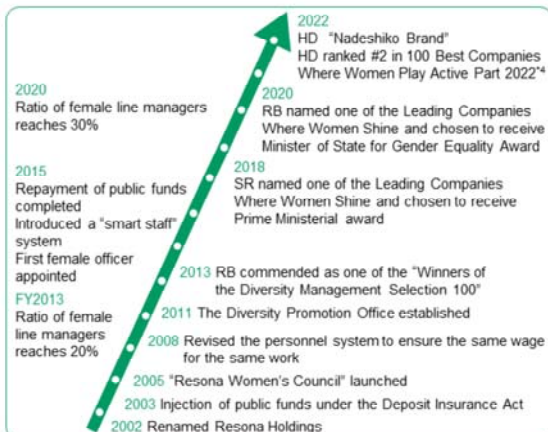 2022
HD “Nadeshiko Brand”
HD ranked #2 in 100 Best Companies
Where Women Play Active Part 2022*4
2020
Ratio of female line managers
reaches 30%
2020
RB named one of the Leading Companies
Where Women Shine and chosen to receive
Minister of State for Gender Equality Award
2015
Repayment of public funds
completed
Introduced a “smart staff”
system
First female officer
appointed
2018
SR named one of the Leading Companies
Where Women Shine and chosen to receive
Prime Ministerial award
FY2013
Ratio of female
line managers
reaches 20%
2013 RB commended as one of the “Winners of
the Diversity Management Selection 100”
2011 The Diversity Promotion Office established
2008 Revised the personnel system to ensure the same wage
for the same work
2005 “Resona Women’s Council” launched
2003 Injection of public funds under the Deposit Insurance Act
2002 Renamed Resona Holdings